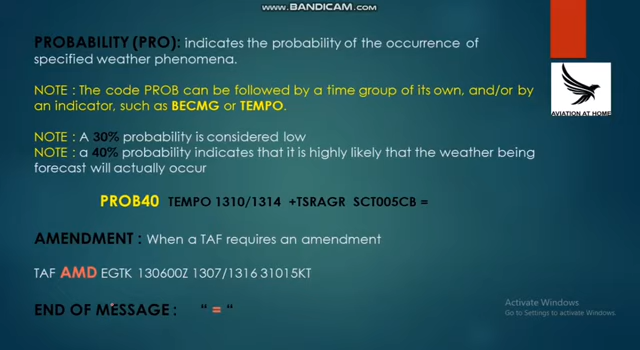 www.BANDICAM.com
PROBABILITY (PRO): indicates the probability of the occurrence of
specified weather phenomena.
NOTE : The code PROB can be followed by a time group of its own, and/or by
an indicator, such as BECMG or TEMPO.
AVIATION AT HOME
NOTE : A 30% probability is considered low
NOTE : a 40% probability indicates that it is highly likely that the weather being
forecast will actually occur
PROB40 TEMPO 1310/1314 +TSRAGR SCT005CB =
AMENDMENT : When a TAF requires an amendment
TAF AMD EGTK 130600Z 1307/1316 31015KT
END OF MESSAGE : “ = “
Activate Windows
Go to Settings to activate Windows.